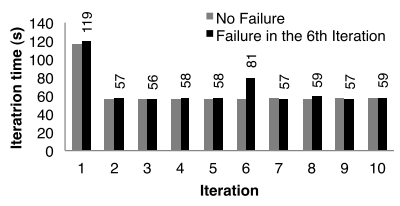 140
120
100
80
60
40
20
0
Iteratrion time (s)
No Failure
Failure in the 6th Iteration
119 57 56 58 58 81 57 59 57 59
1 2 3 4 5 6 7 8 9 10
Iteration